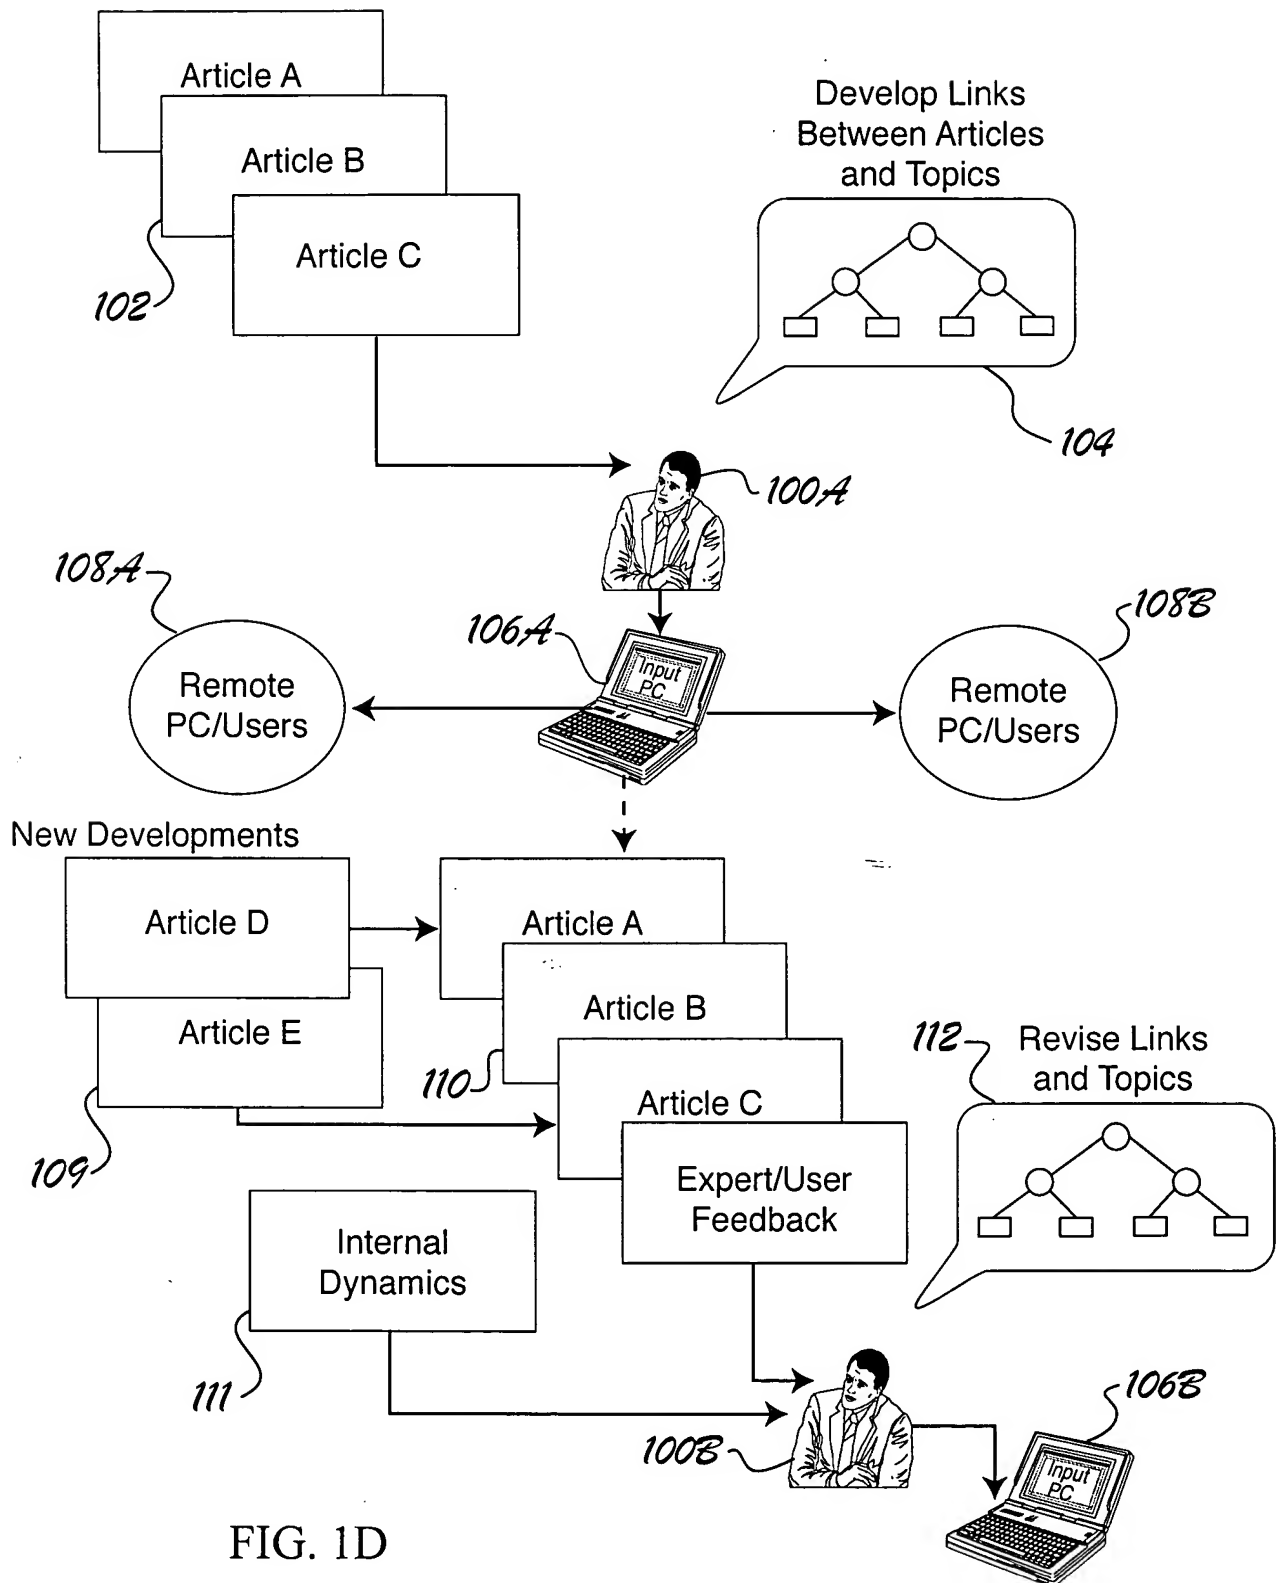 Article A
Article B
Article C
102
Develop Links
Between Articles
and Topics
104
100A
108A
106A
108B
Remote
PC/Users
Input
PC
Remote
PC/Users
New Developments
Article D
Article E
109
Article A
Article B
110
Article C
Expert/User
Feedback
112
Revise Links
and Topics
Internal
Dynamics
111
100B
106B
Input
PC
FIG. 1D